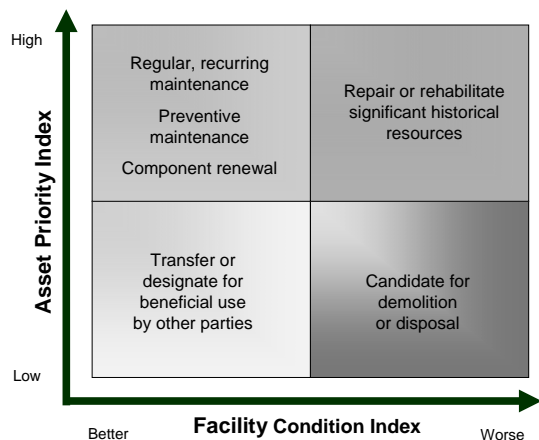 High
Asset Priority Index
Low
Regular, recurring
maintenance
Preventive
maintenance
Component renewal
Repair or rehabilitate
significant historical
resources
Transfer or
designate for
beneficial use
by other parties
Candidate for
demolition
or disposal
Better
Facility Condition Index
Worse